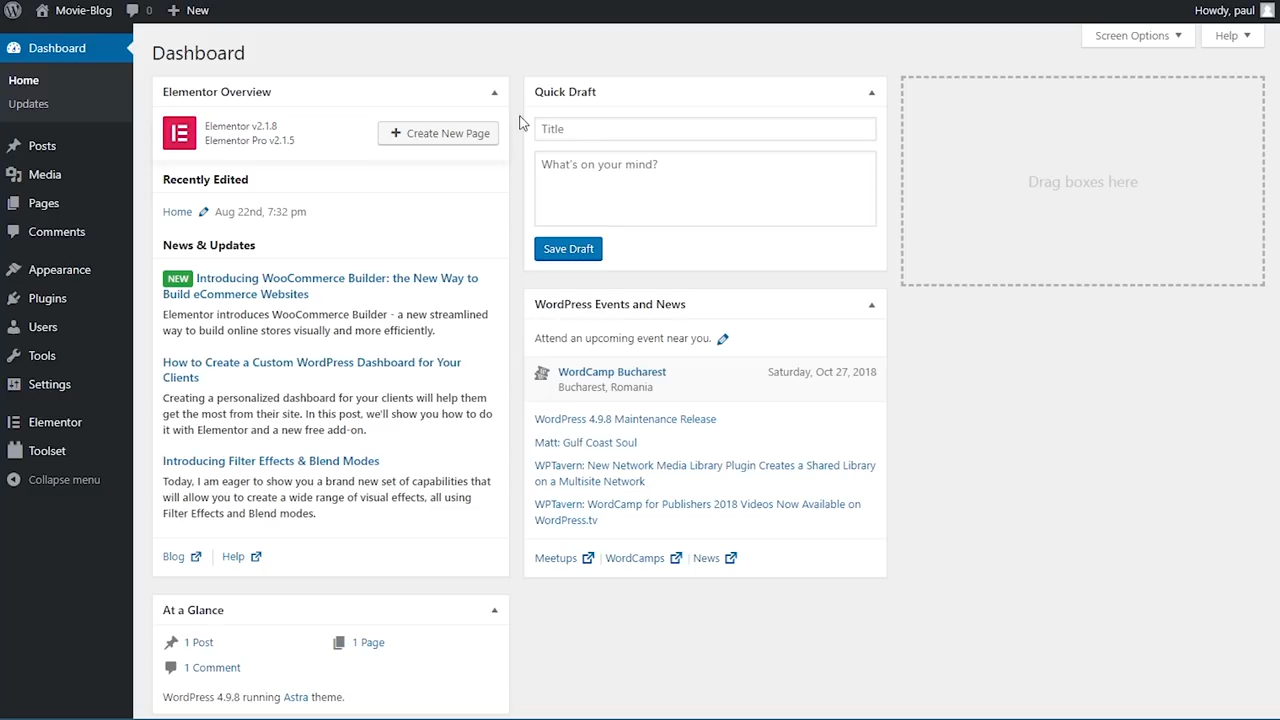 Movie-Blog 0 New Howdy, paul
Screen Options Help
Dashboard
Home
Updates
Posts
Media
Pages
Comments
Appearance
Plugins
Users
Tools
Settings
Elementor
Toolset
Collapse menu
Dashboard
Elementor Overview
Elementor v2.1.8
Elementor Pro v2.1.5
Create New Page
Recently Edited
Home Aug 22nd, 7:32 pm
News & Updates
NEW Introducing WooCommerce Builder: the New Way to
Build eCommerce Websites
Elementor introduces WooCommerce Builder - a new streamlined
way to build online stores visually and more efficiently.
How to Create a Custom WordPress Dashboard for Your
Clients
Creating a personalized dashboard for your clients will help them
get the most from their site. In this post, we'll show you how to do
it with Elementor and a new free add-on.
Introducing Filter Effects & Blend Modes
Today, I am eager to show you a brand new set of capabilities that
will allow you to create a wide range of visual effects, all using
Filter Effects and Blend modes.
Blog Help
At a Glance
1 Post 1 Page
1 Comment
WordPress 4.9.8 running Astra theme.
Quick Draft
Title
What's on your mind?
Save Draft
WordPress Events and News
Attend an upcoming event near you.
WordCamp Bucharest Saturday, Oct 27, 2018
Bucharest, Romania
WordPress 4.9.8 Maintenance Release
Matt: Gulf Coast Soul
WPTavern: New Network Media Library Plugin Creates a Shared Library
on a Multisite Network
WPTavern: WordCamp for Publishers 2018 Videos Now Available on
WordPress.tv
Meetups | WordCamps | News
Drag boxes here